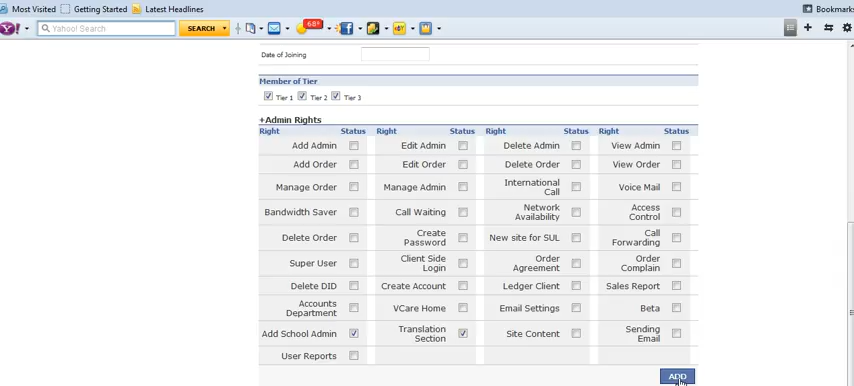 Most Visited Getting Started Latest Headlines Bookmarks
Y! Yahoo! Search SEARCH 68°
Date of Joining
Member of Tier
Tier 1 Tier 2 Tier 3
+Admin Rights
Right Status Right Status Right Status Right Status
Add Admin Edit Admin Delete Admin View Admin
Add Order Edit Order Delete Order View Order
Manage Order Manage Admin International Call Voice Mail
Bandwidth Saver Call Waiting Network Availability Access Control
Delete Order Create Password New site for SUL Call Forwarding
Super User Client Side Login Order Agreement Order Complain
Delete DID Create Account Ledger Client Sales Report
Accounts Department VCare Home Email Settings Beta
Add School Admin Translation Section Site Content Sending Email
User Reports
ADD